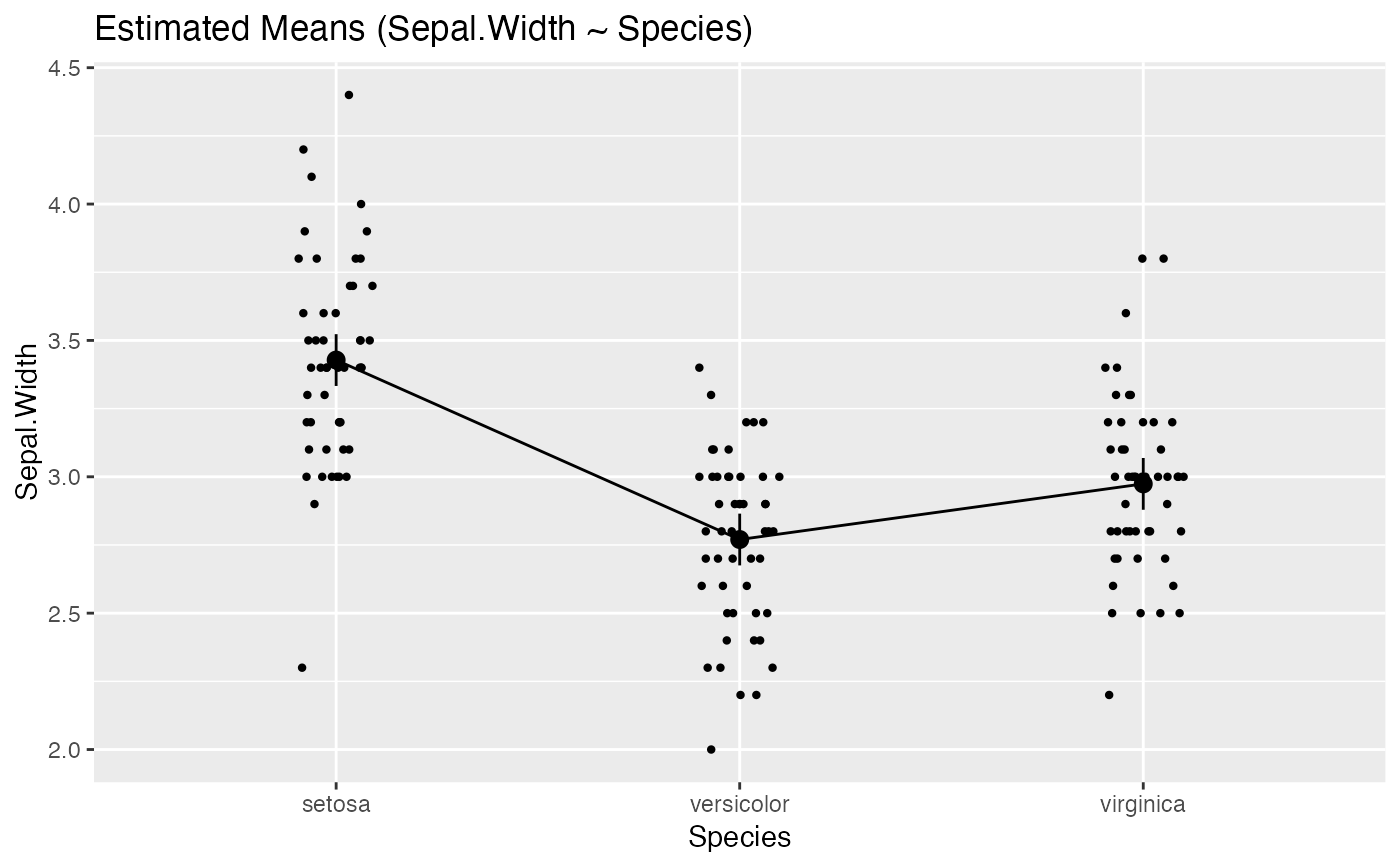 Estimated Means (Sepal.Width ~ Species)
4.5
4.0
3.5
3.0
2.5
2.0
Sepal.Width
setosa
versicolor
virginica
Species